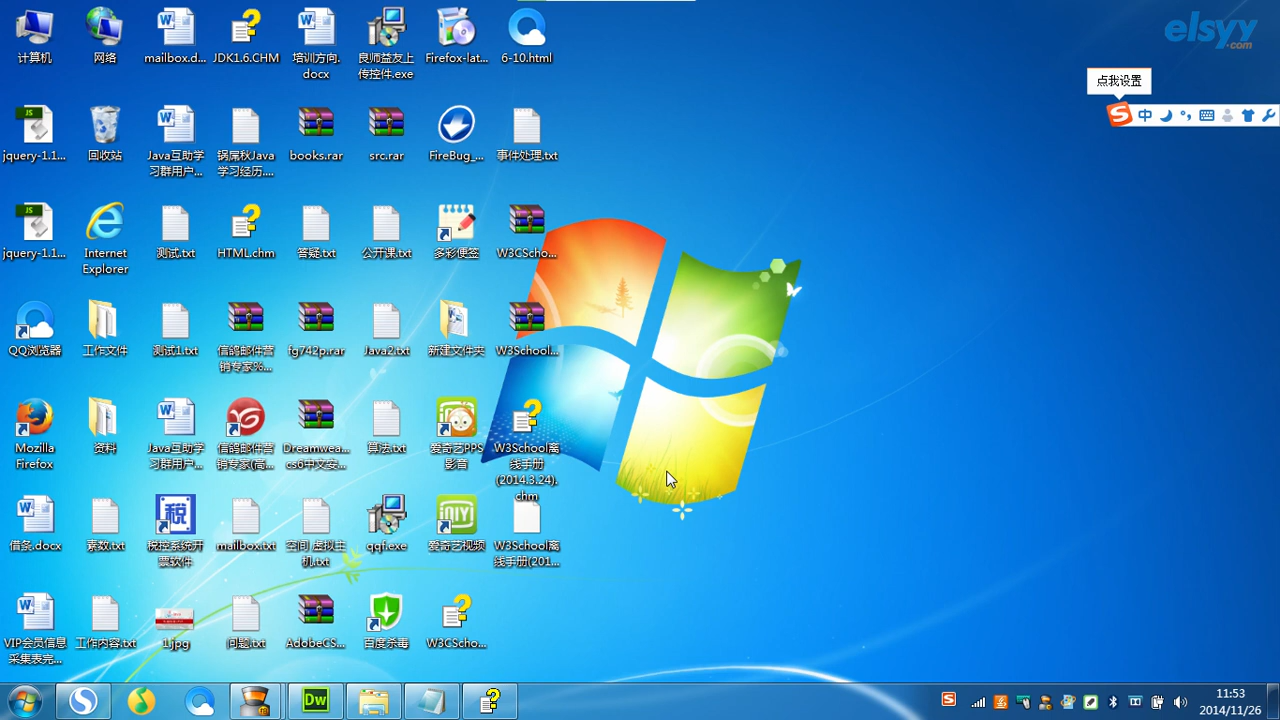 elsyy
.com
点我设置
中
计算机
网络
mailbox.d...
JDK1.6.CHM
培训方向.
docx
良师益友上
传控件.exe
Firefox-lat...
6-10.html
jquery-1.1...
回收站
Java互助学
习群用户...
锅屌秋Java
学习经历....
books.rar
src.rar
FireBug_...
事件处理.txt
jquery-1.1...
Internet
Explorer
测试.txt
HTML.chm
答疑.txt
公开课.txt
多彩便签
W3CScho...
QQ浏览器
工作文件
测试1.txt
信鸽邮件营
销专家%...
fg742p.rar
Java2.txt
新建文件夹
W3School...
Mozilla
Firefox
资料
Java互助学
习群用户...
信鸽邮件营
销专家(高...
Dreamwea...
cs6中文安...
算法.txt
爱奇艺PPS
影音
W3School离
线手册
(2014.3.24).
chm
借条.docx
素数.txt
税控系统开
票软件
mailbox.txt
空间 虚拟主
机.txt
qqf.exe
爱奇艺视频
W3School离
线手册(201...
VIP会员信息
采集表完...
工作内容.txt
1.jpg
问题.txt
AdobeCS...
百度杀毒
W3CScho...
11:53
2014/11/26